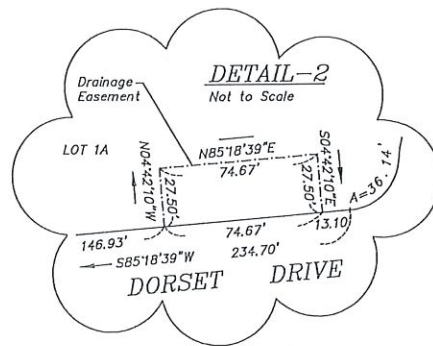 DETAIL-2
Not to Scale
Drainage
Easement
LOT 1A
N85°18'39"E
74.67'
N04°42'10"W
27.50'
S04°42'10"E
27.50'
A=36.14'
146.93'
74.67'
13.10'
S85°18'39"W
234.70'
DORSET DRIVE